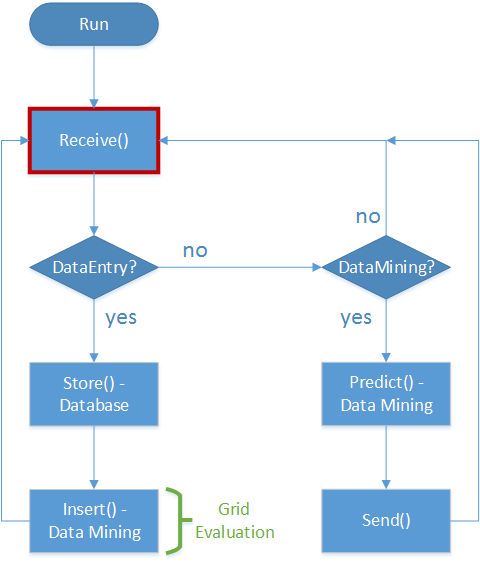 Run
Receive()
no
DataEntry?
no
DataMining?
yes
yes
Store() -
Database
Predict() -
Data Mining
Insert() -
Data Mining
Grid
Evaluation
Send()